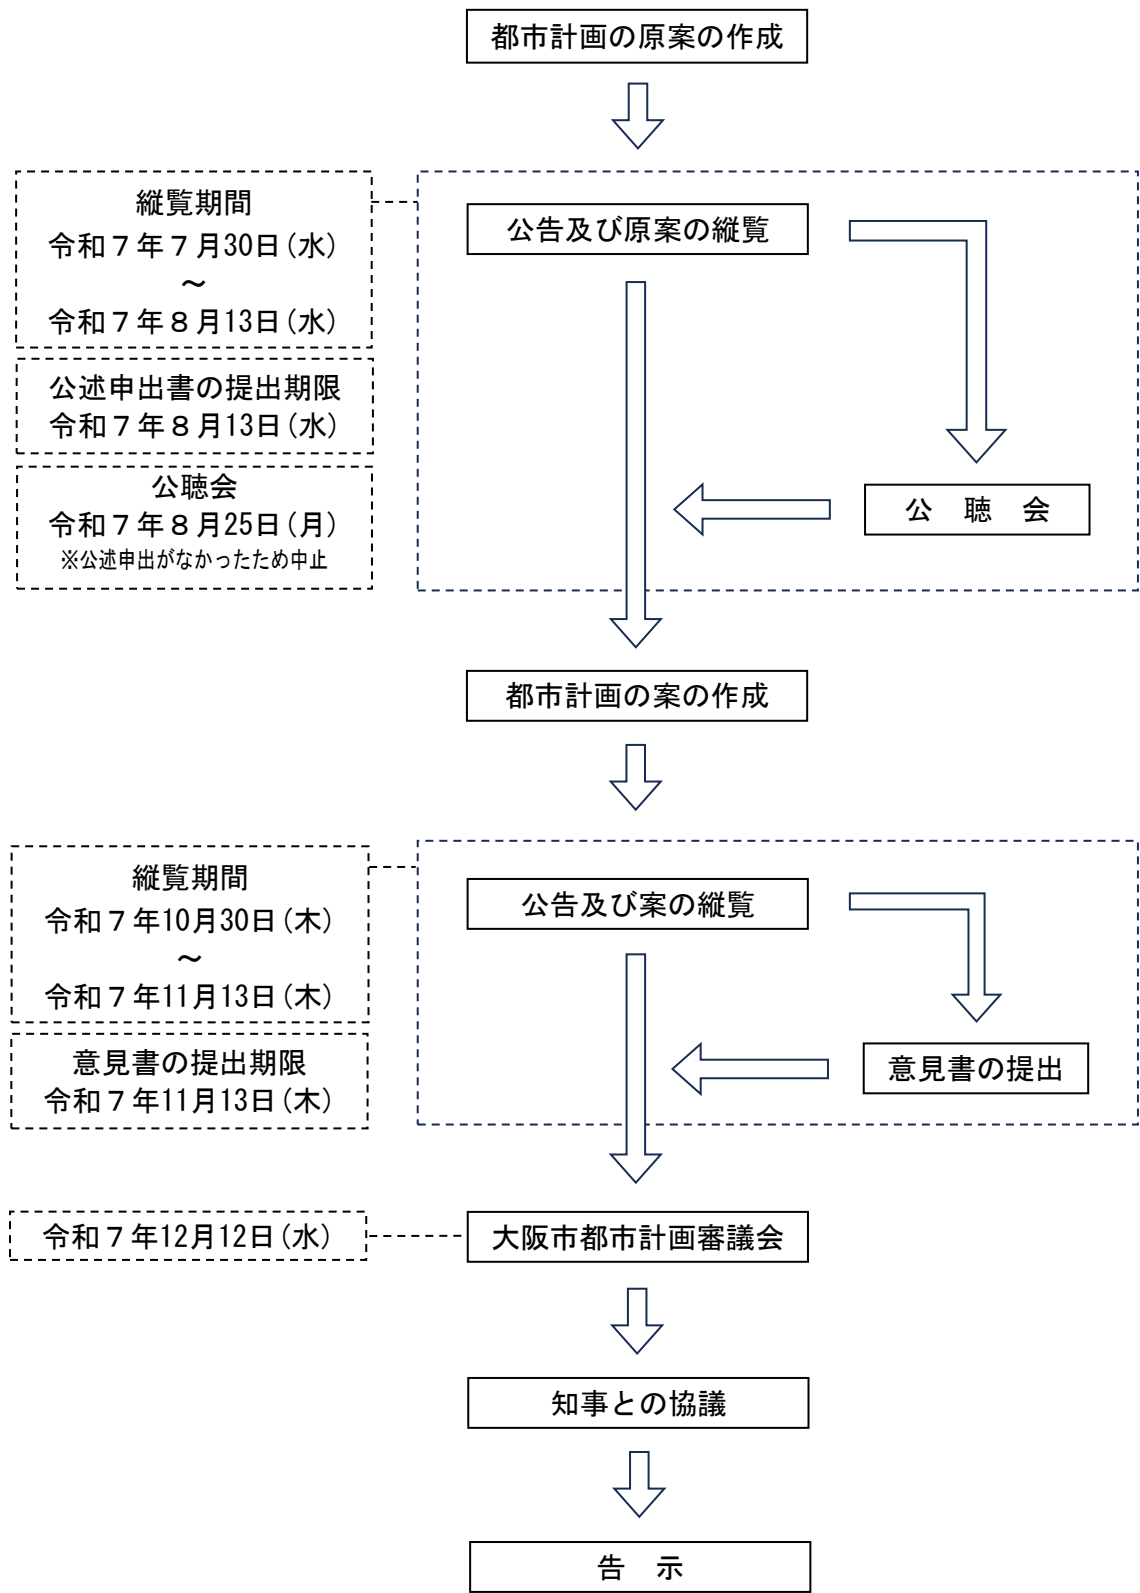 都市計画の原案の作成
縦覧期間
令和７年７月30日(水)
～
令和７年８月13日(水)
公述申出書の提出期限
令和７年８月13日(水)
公聴会
令和７年８月25日(月)
※公述申出がなかったため中止
公告及び原案の縦覧
公　聴　会
都市計画の案の作成
縦覧期間
令和７年10月30日(木)
～
令和７年11月13日(木)
意見書の提出期限
令和７年11月13日(木)
公告及び案の縦覧
意見書の提出
令和７年12月12日(水)
大阪市都市計画審議会
知事との協議
告　示